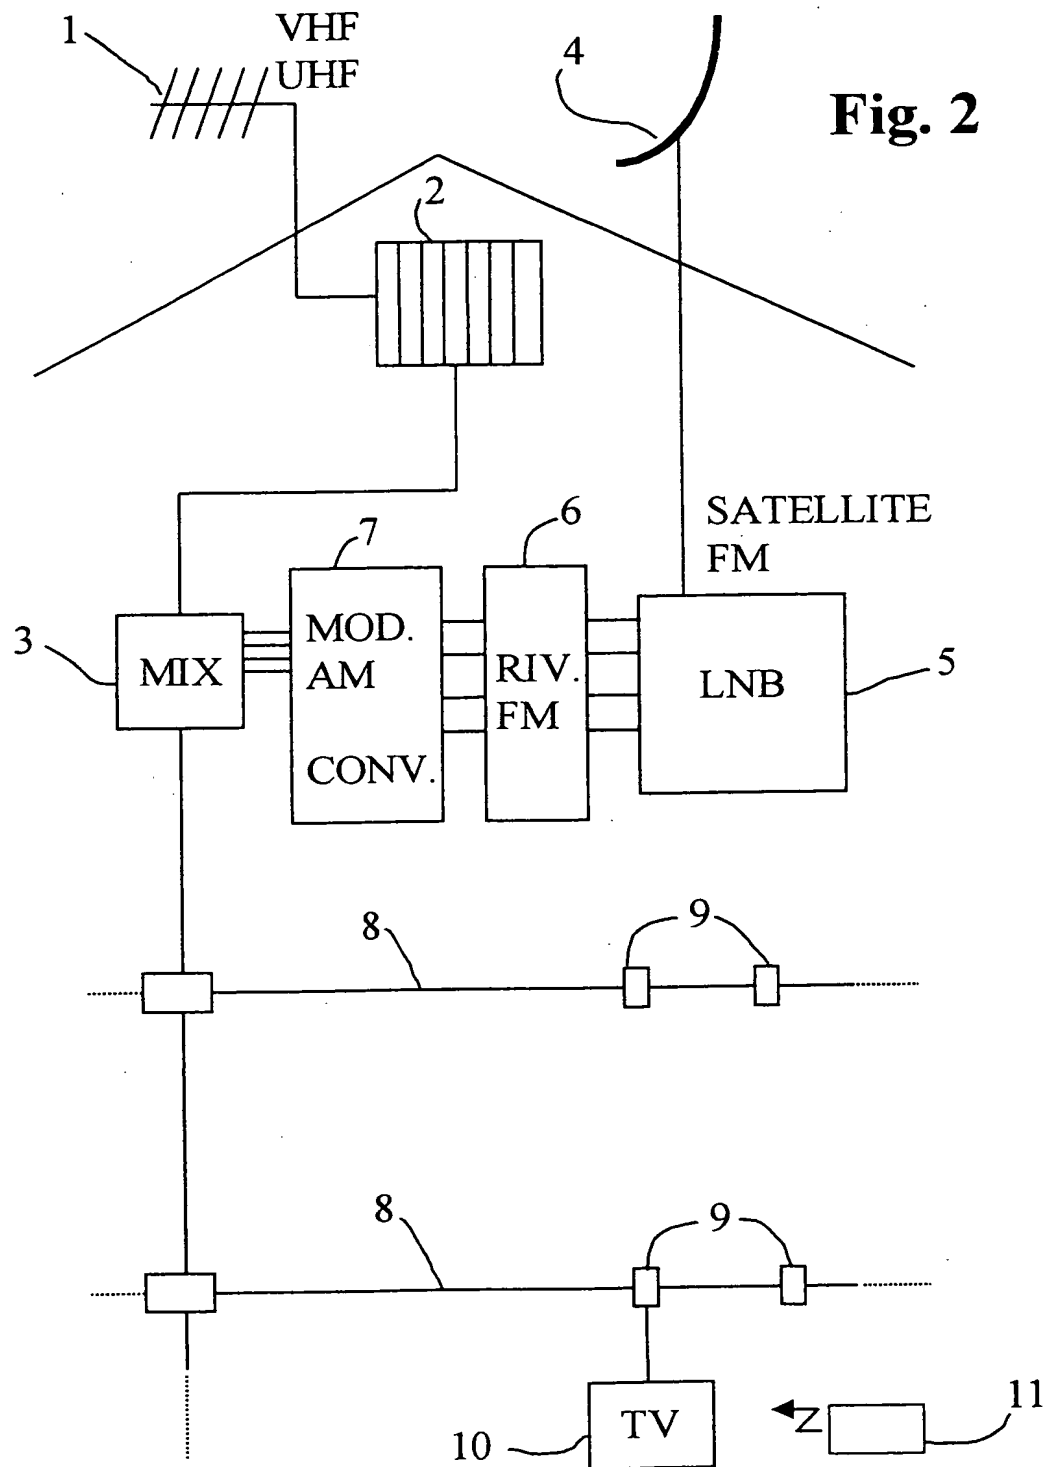 1
VHF
UHF
4
Fig. 2
2
SATELLITE
FM
7
6
3
MIX
MOD.
AM
CONV.
RIV.
FM
LNB
5
8
9
8
9
TV
10
11